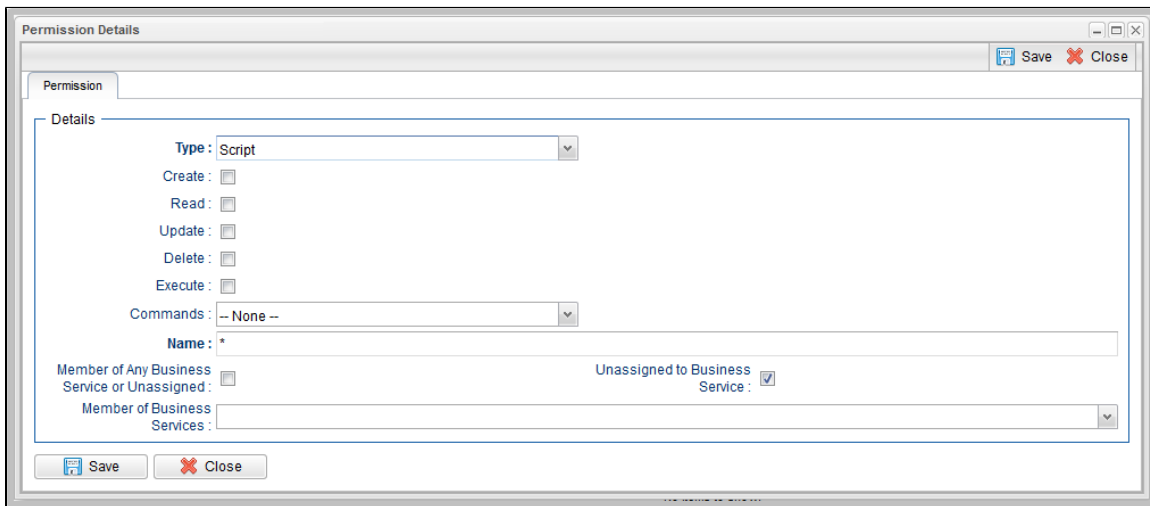 Permission Details
Save Close
Permission
Details
Type : Script
Create :
Read :
Update :
Delete :
Execute :
Commands : -- None --
Name : *
Member of Any Business
Service or Unassigned :
Unassigned to Business
Service :
Member of Business
Services :
Save Close